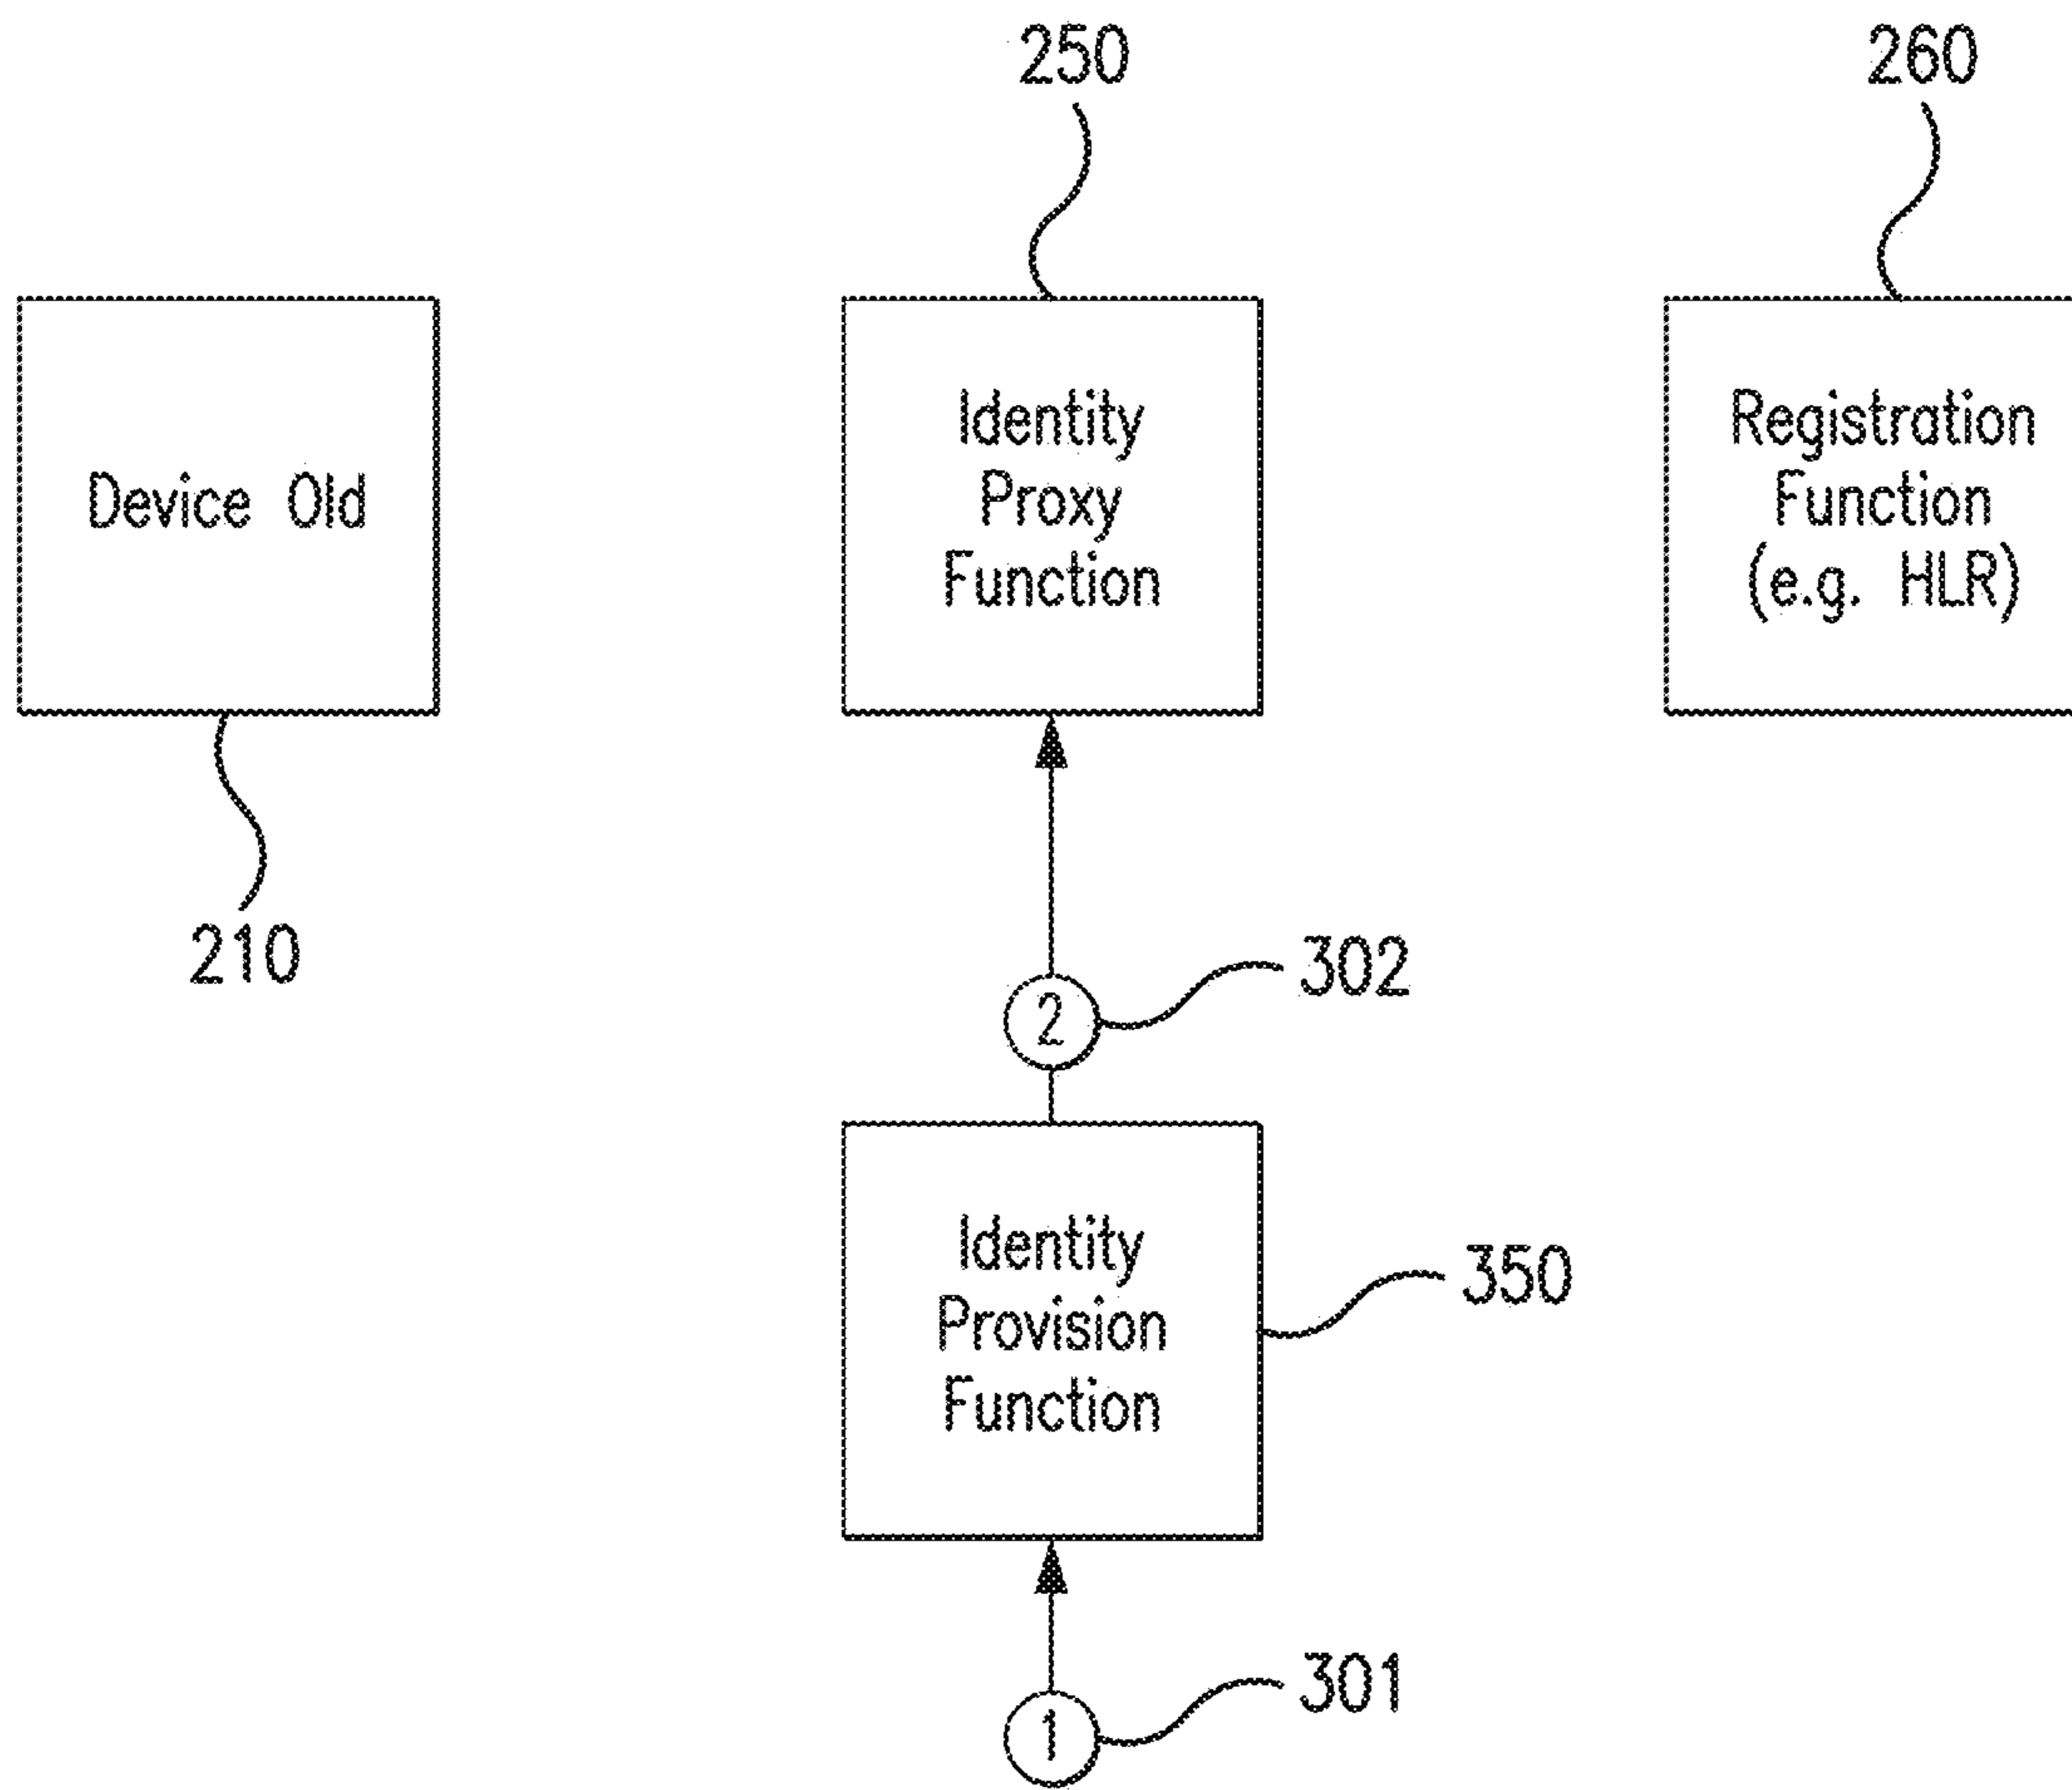 250
260
Device Old
Identity
Proxy
Function
Registration
Function
(e.g. HLR)
210
302
2
Identity
Provision
Function
350
301
1